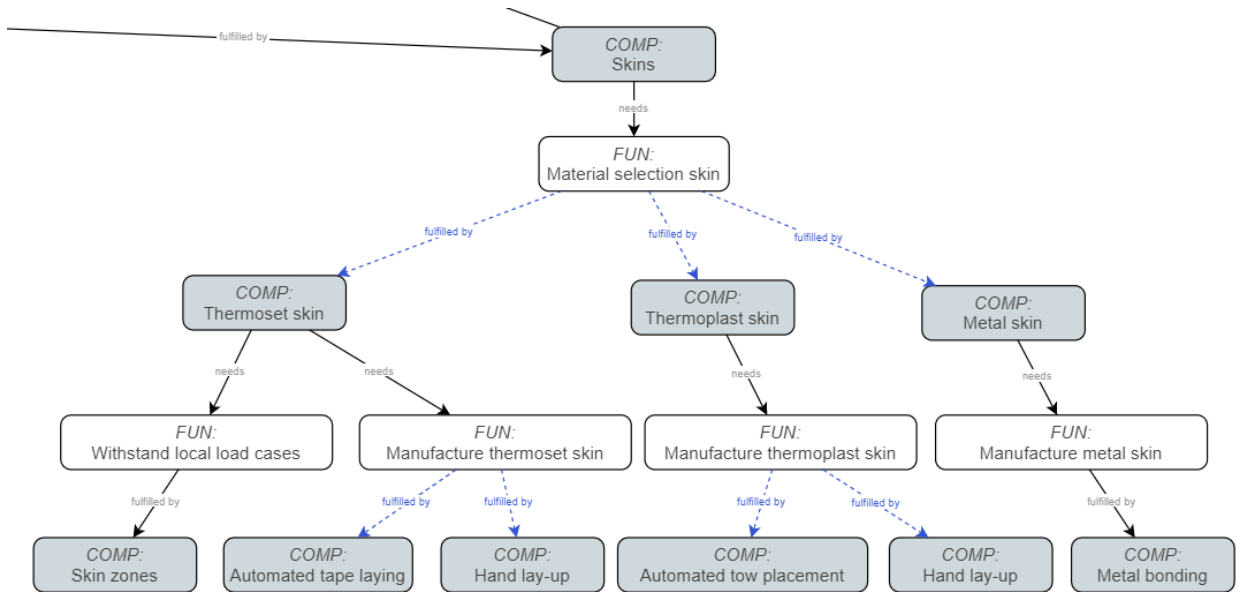 fulfilled by
COMP:
Skins
needs
FUN:
Material selection skin
fulfilled by
fulfilled by
fulfilled by
COMP:
Thermoset skin
COMP:
Thermoplast skin
COMP:
Metal skin
needs
needs
needs
needs
FUN:
Withstand local load cases
FUN:
Manufacture thermoset skin
FUN:
Manufacture thermoplast skin
FUN:
Manufacture metal skin
fulfilled by
fulfilled by
fulfilled by
fulfilled by
fulfilled by
fulfilled by
COMP:
Skin zones
COMP:
Automated tape laying
COMP:
Hand lay-up
COMP:
Automated tow placement
COMP:
Hand lay-up
COMP:
Metal bonding